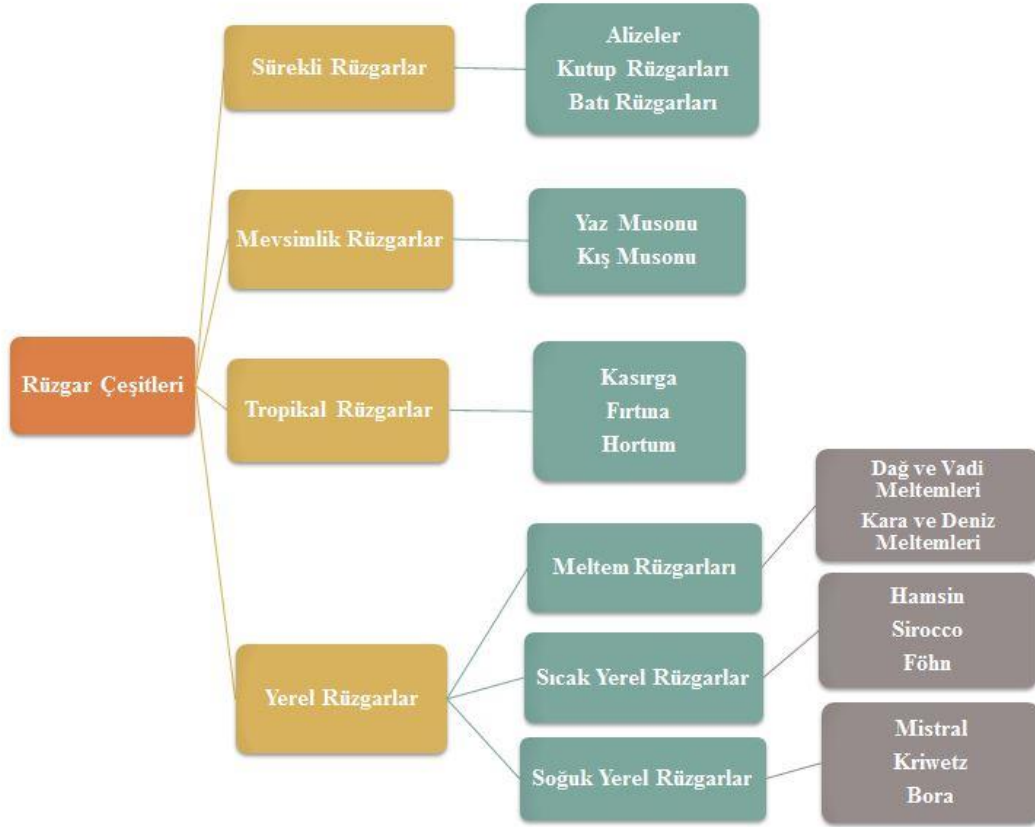 Rüzgar Çeşitleri
Sürekli Rüzgarlar
Alizeler
Kutup Rüzgarları
Batı Rüzgarları
Mevsimlik Rüzgarlar
Yaz Musonu
Kış Musonu
Tropikal Rüzgarlar
Kasırga
Fırtına
Hortum
Yerel Rüzgarlar
Meltem Rüzgarları
Dağ ve Vadi
Meltemleri
Kara ve Deniz
Meltemleri
Sıcak Yerel Rüzgarlar
Hamsin
Sirocco
Föhn
Soğuk Yerel Rüzgarlar
Mistral
Kriwetz
Bora